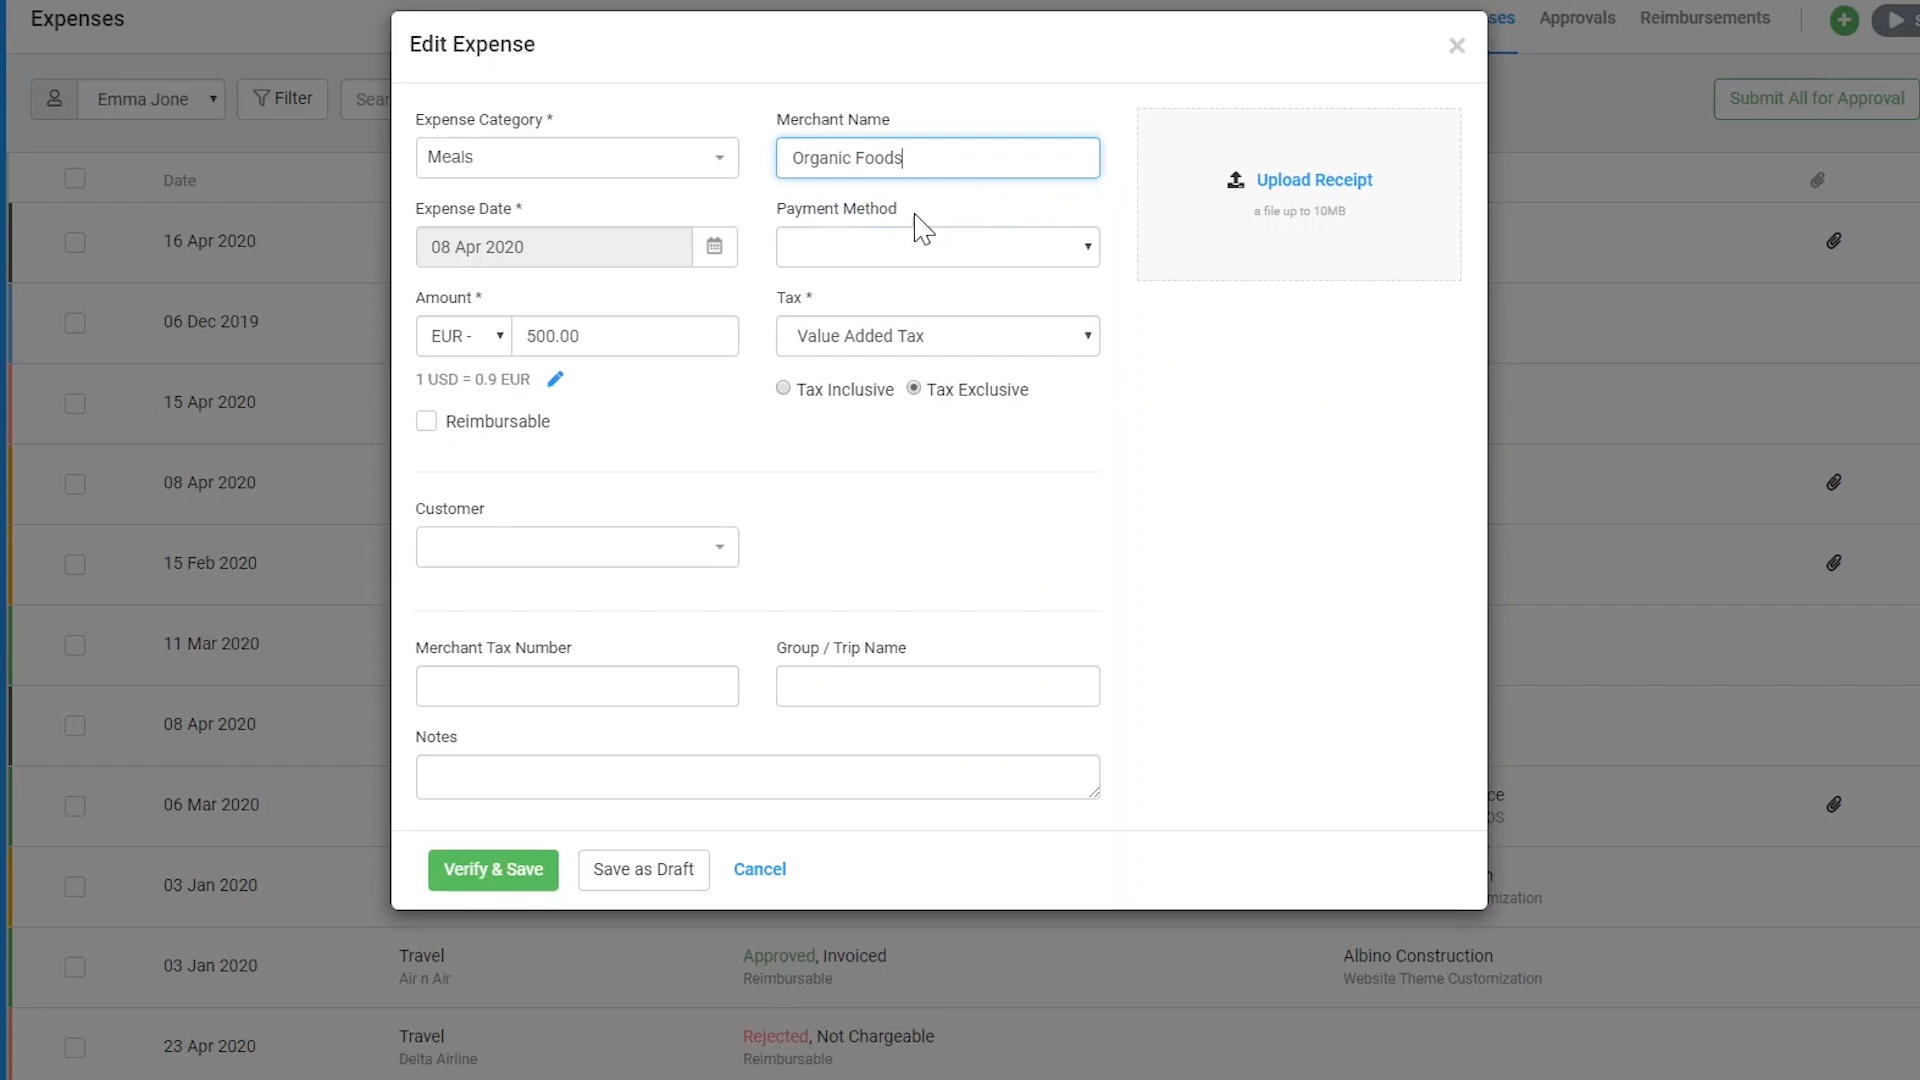 Expenses
Approvals
Reimbursements
Emma Jone
Filter
Submit All for Approval
Date
16 Apr 2020
06 Dec 2019
15 Apr 2020
08 Apr 2020
15 Feb 2020
11 Mar 2020
08 Apr 2020
06 Mar 2020
03 Jan 2020
03 Jan 2020
Travel
Air n Air
Approved, Invoiced
Reimbursable
Albino Construction
Website Theme Customization
23 Apr 2020
Travel
Delta Airline
Rejected, Not Chargeable
Reimbursable
Edit Expense
Expense Category *
Meals
Merchant Name
Organic Foods
Upload Receipt
a file up to 10MB
Expense Date *
08 Apr 2020
Payment Method
Amount *
EUR -
500.00
1 USD = 0.9 EUR
Reimbursable
Tax *
Value Added Tax
Tax Inclusive
Tax Exclusive
Customer
Merchant Tax Number
Group / Trip Name
Notes
Verify & Save
Save as Draft
Cancel